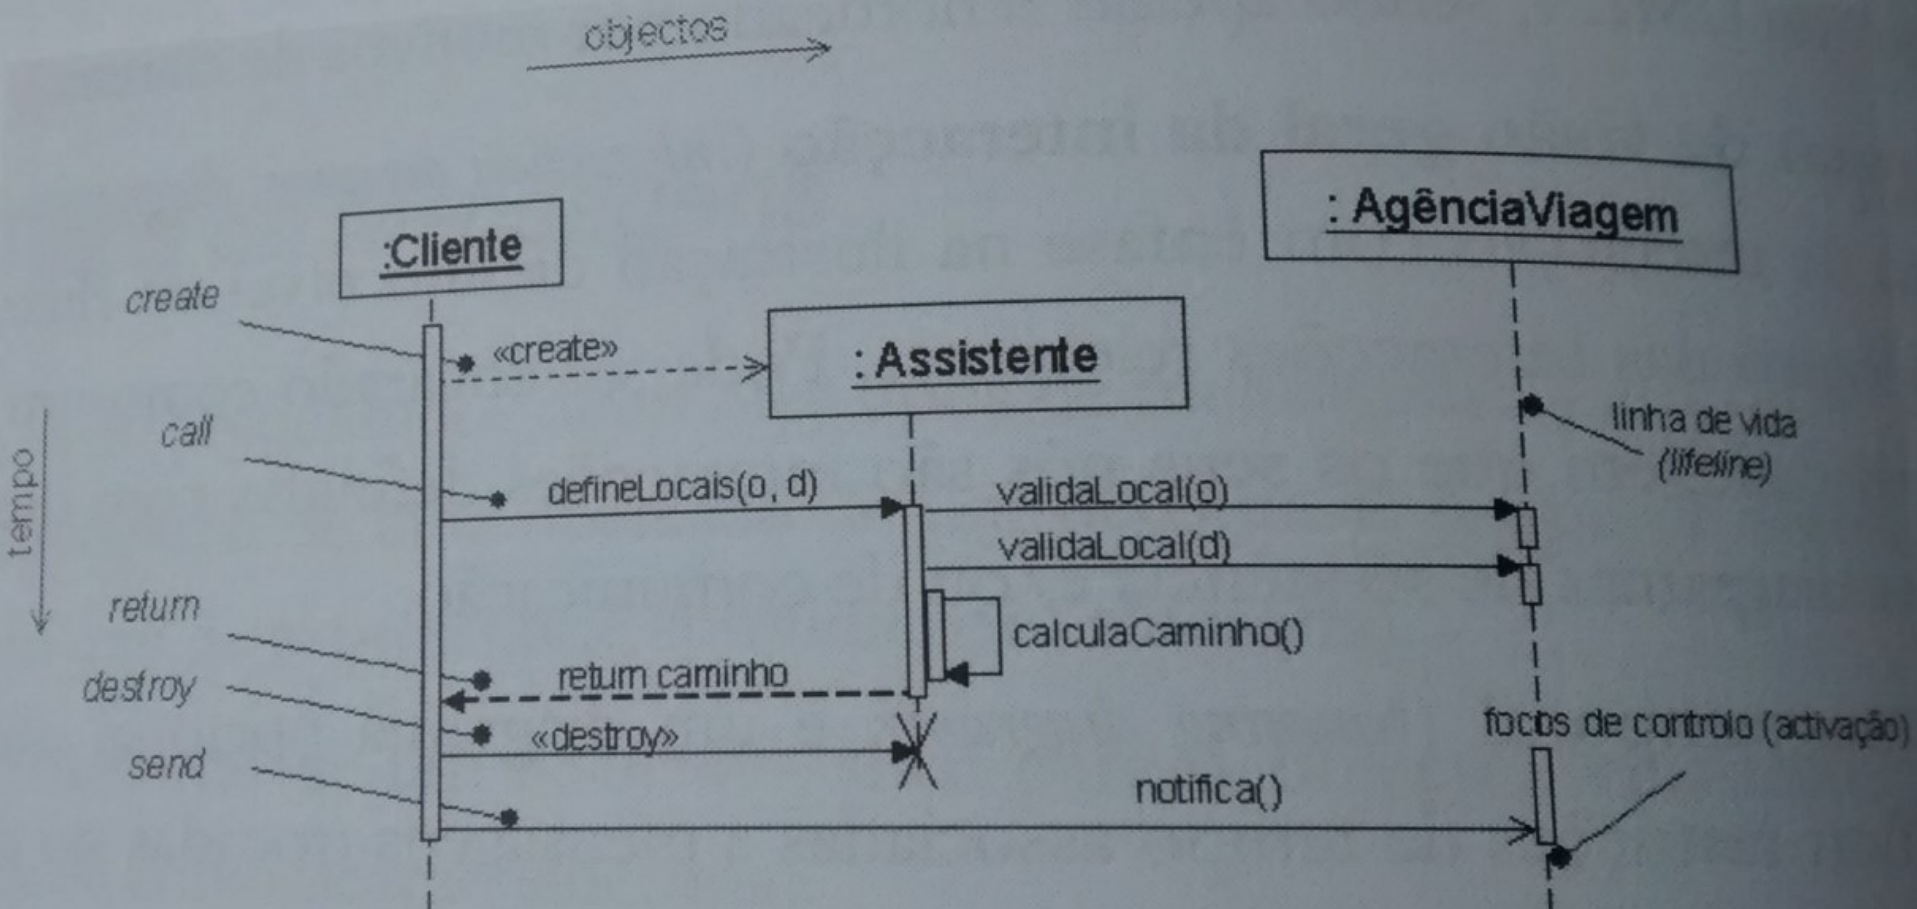 objectos
:Cliente
: AgênciaViagem
create
«create»
: Assistente
call
linha de vida
(lifeline)
tempo
defineLocais(o, d)
validaLocal(o)
validaLocal(d)
return
calculaCaminho()
return caminho
destroy
«destroy»
focos de controlo (activação)
send
notifica()